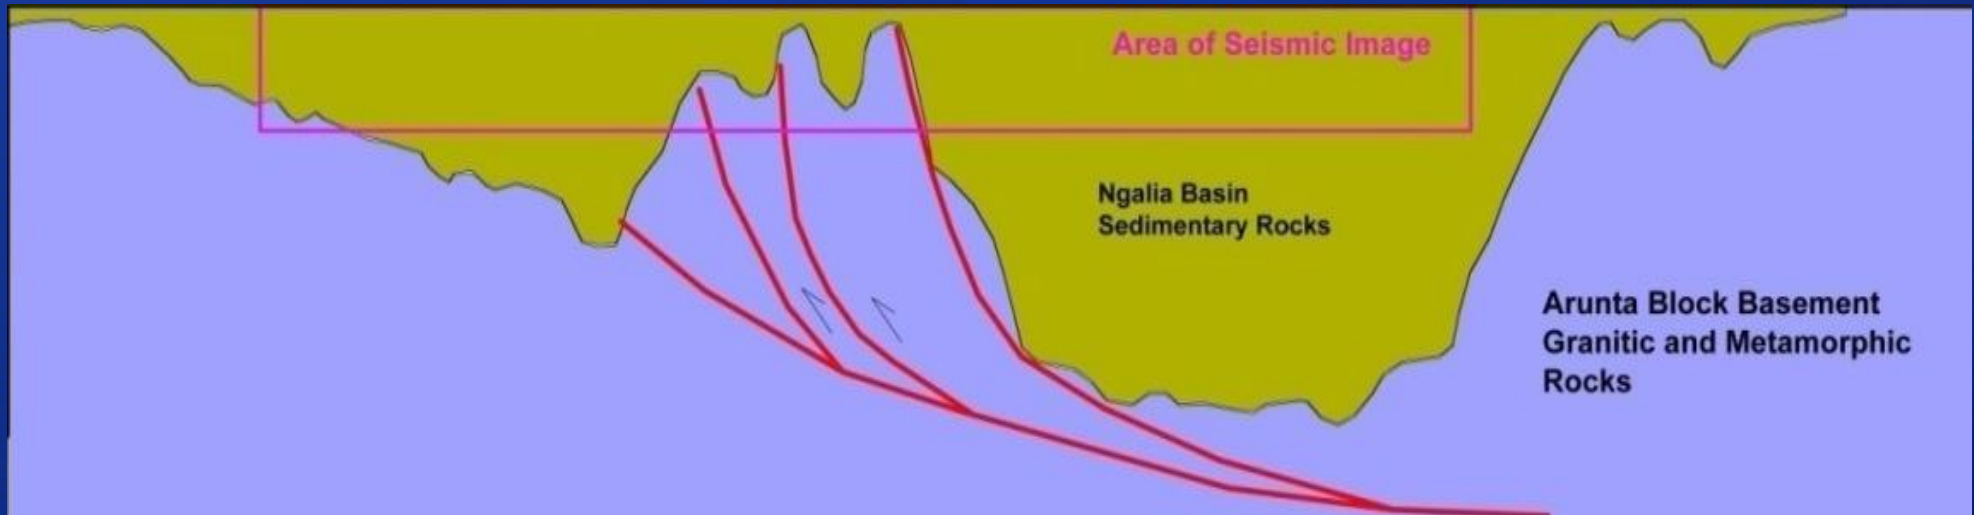 Area of Seismic Image
Ngalia Basin
Sedimentary Rocks
Arunta Block Basement
Granitic and Metamorphic
Rocks